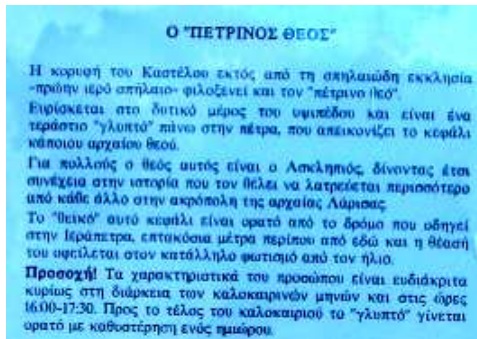 Ο "ΠΕΤΡΙΝΟΣ ΘΕΟΣ"
Η κορυφή του Καστέλου εκτός από τη σπηλαιώδη εκκλησία
-πρώην ιερό σπήλαιο- φιλοξενεί και τον "πέτρινο θεό".
Ευρίσκεται στο δυτικό μέρος του υψιπέδου και είναι ένα
τεράστιο "γλυπτό" πάνω στην πέτρα, που απεικονίζει το κεφάλι
κάποιου αρχαίου θεού.
Για πολλούς ο θεός αυτός είναι ο Ασκληπιός, δίνοντας έτσι
συνέχεια στην ιστορία που τον θέλει να λατρεύεται περισσότερο
από κάθε άλλο στην ακρόπολη της αρχαίας Λάρισας.
Το "θεϊκό" αυτό κεφάλι είναι ορατό από το δρόμο που οδηγεί
στην Ιεράπετρα, επτακόσια μέτρα περίπου από εδώ και η θέασή
του οφείλεται στον κατάλληλο φωτισμό από τον ήλιο.
Προσοχή! Τα χαρακτηριστικά του προσώπου είναι ευδιάκριτα
κυρίως στη διάρκεια των καλοκαιρινών μηνών και στις ώρες
16:00-17:30. Προς το τέλος του καλοκαιριού το "γλυπτό" γίνεται
ορατό με καθυστέρηση ενός ημιώρου.